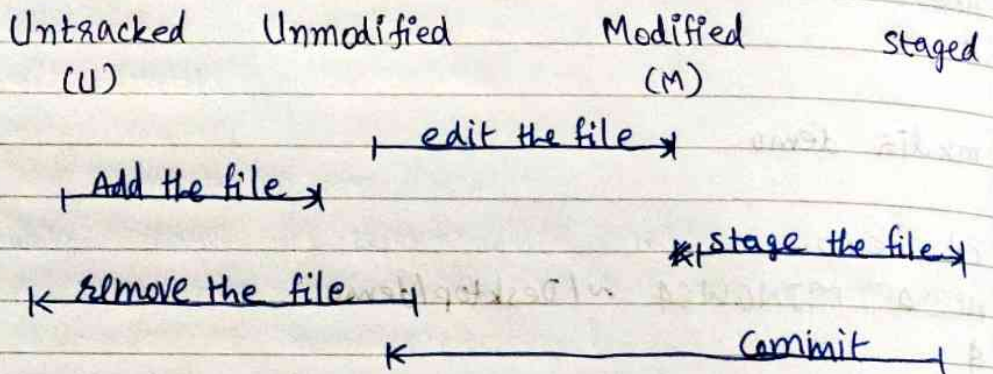 Untracked Unmodified Modified Staged
(U) (M)
edit the file
Add the file
stage the file
remove the file
Commit